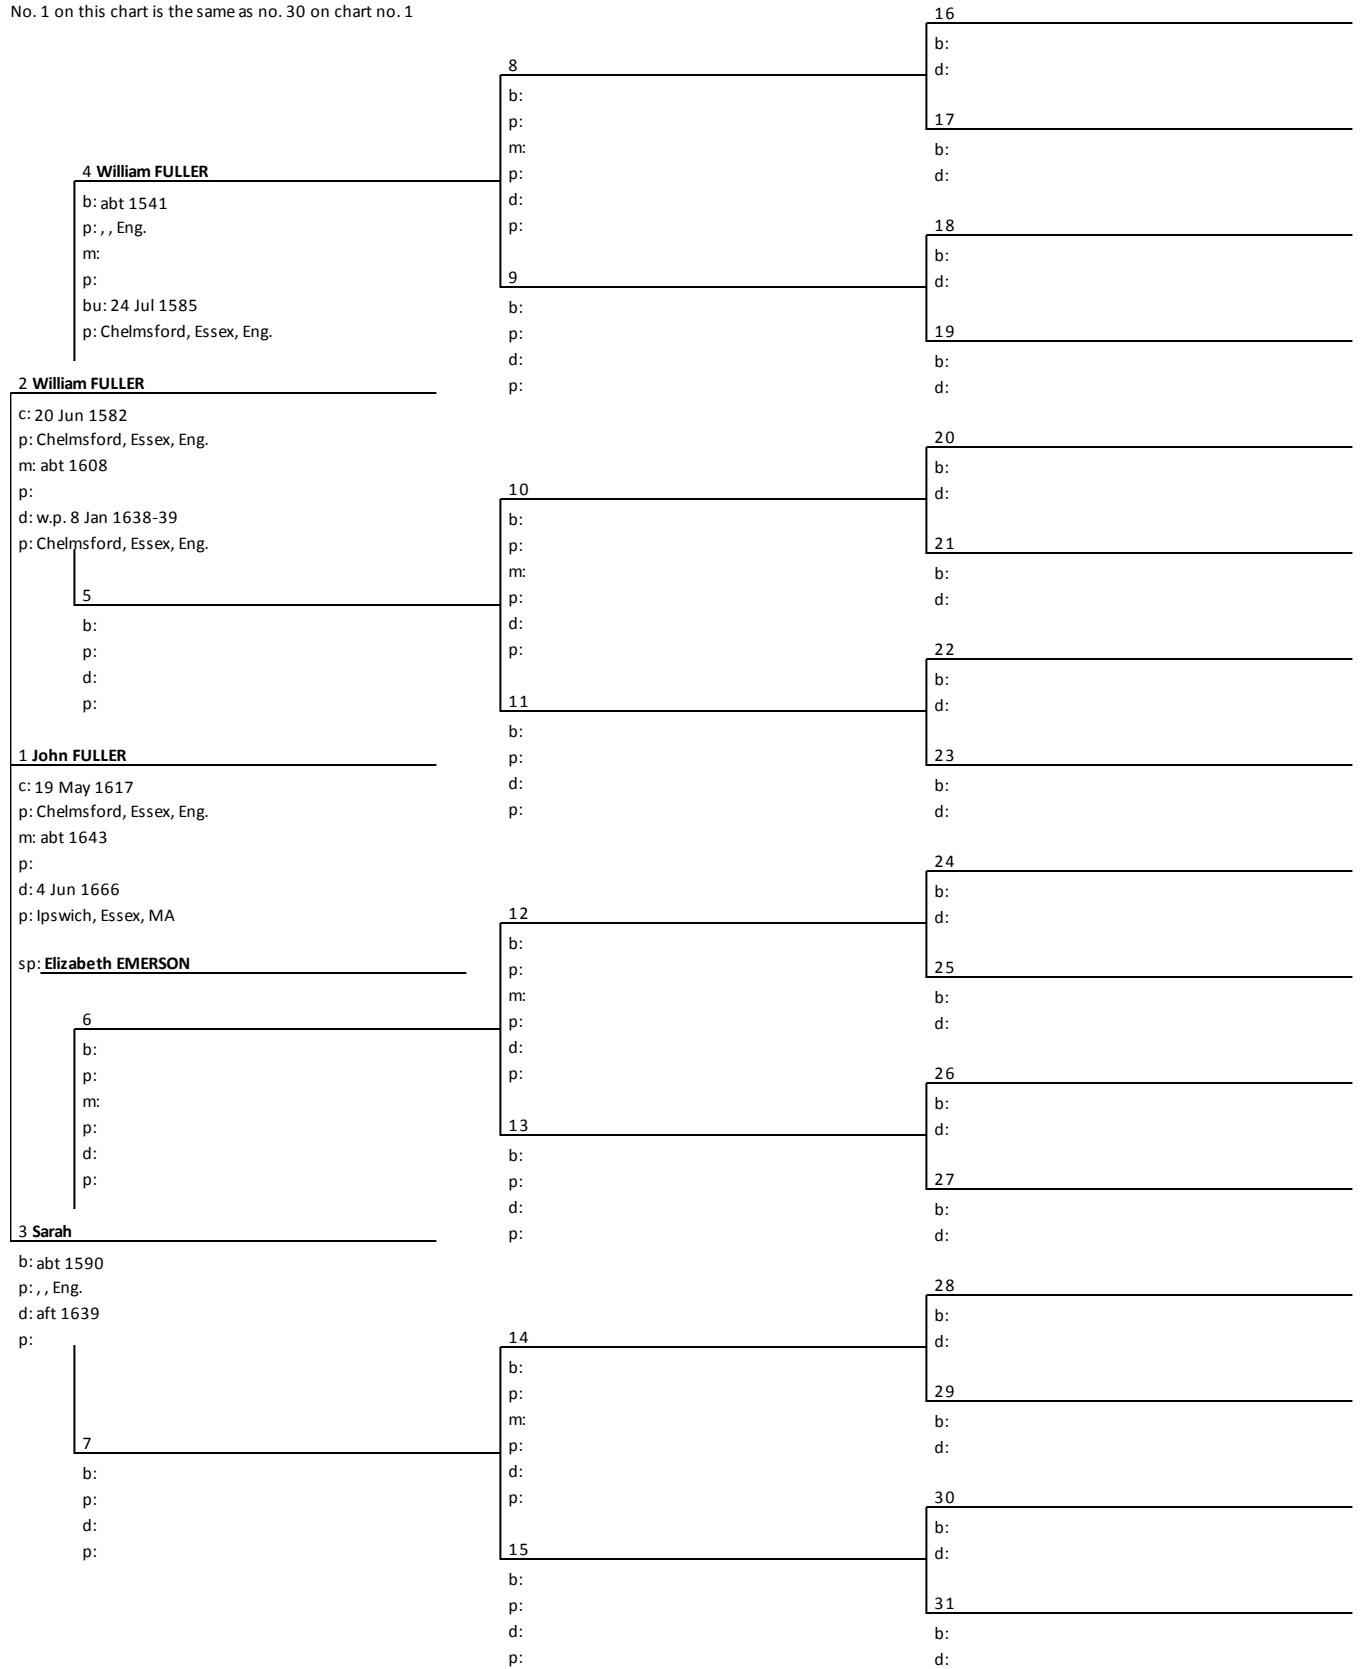 No. 1 on this chart is the same as no. 30 on chart no. 1
4 William FULLER
b: abt 1541
p: , , Eng.
m:
p:
bu: 24 Jul 1585
p: Chelmsford, Essex, Eng.
2 William FULLER
c: 20 Jun 1582
p: Chelmsford, Essex, Eng.
m: abt 1608
p:
d: w.p. 8 Jan 1638-39
p: Chelmsford, Essex, Eng.
5
b:
p:
d:
p:
1 John FULLER
c: 19 May 1617
p: Chelmsford, Essex, Eng.
m: abt 1643
p:
d: 4 Jun 1666
p: Ipswich, Essex, MA
sp: Elizabeth EMERSON
6
b:
p:
m:
p:
d:
p:
3 Sarah
b: abt 1590
p: , , Eng.
d: aft 1639
p:
7
b:
p:
d:
p:
8
b:
p:
m:
p:
d:
p:
9
b:
p:
d:
p:
10
b:
p:
m:
p:
d:
p:
11
b:
p:
d:
p:
12
b:
p:
m:
p:
d:
p:
13
b:
p:
d:
p:
14
b:
p:
m:
p:
d:
p:
15
b:
p:
d:
p:
16
b:
d:
17
b:
d:
18
b:
d:
19
b:
d:
20
b:
d:
21
b:
d:
22
b:
d:
23
b:
d:
24
b:
d:
25
b:
d:
26
b:
d:
27
b:
d:
28
b:
d:
29
b:
d:
30
b:
d:
31
b:
d: